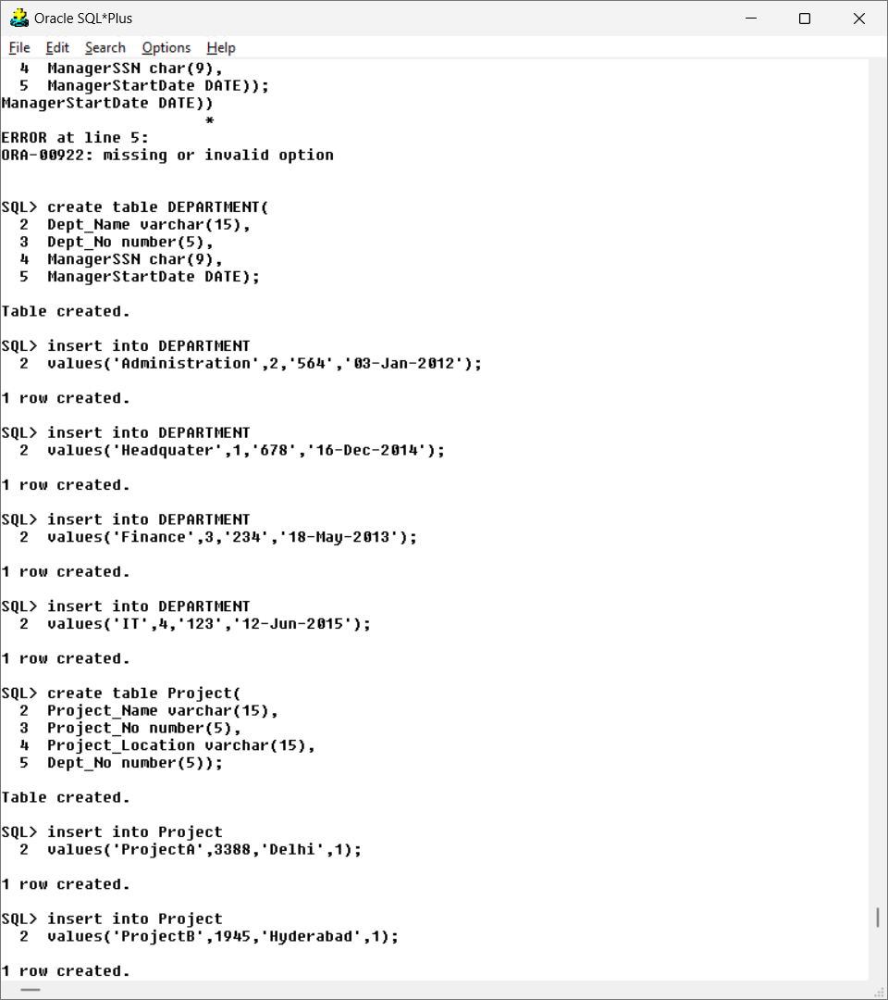 Oracle SQL*Plus
File Edit Search Options Help
  4  ManagerSSN char(9),
  5  ManagerStartDate DATE));
ManagerStartDate DATE))
                      *
ERROR at line 5:
ORA-00922: missing or invalid option
SQL> create table DEPARTMENT(
  2  Dept_Name varchar(15),
  3  Dept_No number(5),
  4  ManagerSSN char(9),
  5  ManagerStartDate DATE);
Table created.
SQL> insert into DEPARTMENT
  2  values('Administration',2,'564','03-Jan-2012');
1 row created.
SQL> insert into DEPARTMENT
  2  values('Headquater',1,'678','16-Dec-2014');
1 row created.
SQL> insert into DEPARTMENT
  2  values('Finance',3,'234','18-May-2013');
1 row created.
SQL> insert into DEPARTMENT
  2  values('IT',4,'123','12-Jun-2015');
1 row created.
SQL> create table Project(
  2  Project_Name varchar(15),
  3  Project_No number(5),
  4  Project_Location varchar(15),
  5  Dept_No number(5));
Table created.
SQL> insert into Project
  2  values('ProjectA',3388,'Delhi',1);
1 row created.
SQL> insert into Project
  2  values('ProjectB',1945,'Hyderabad',1);
1 row created.